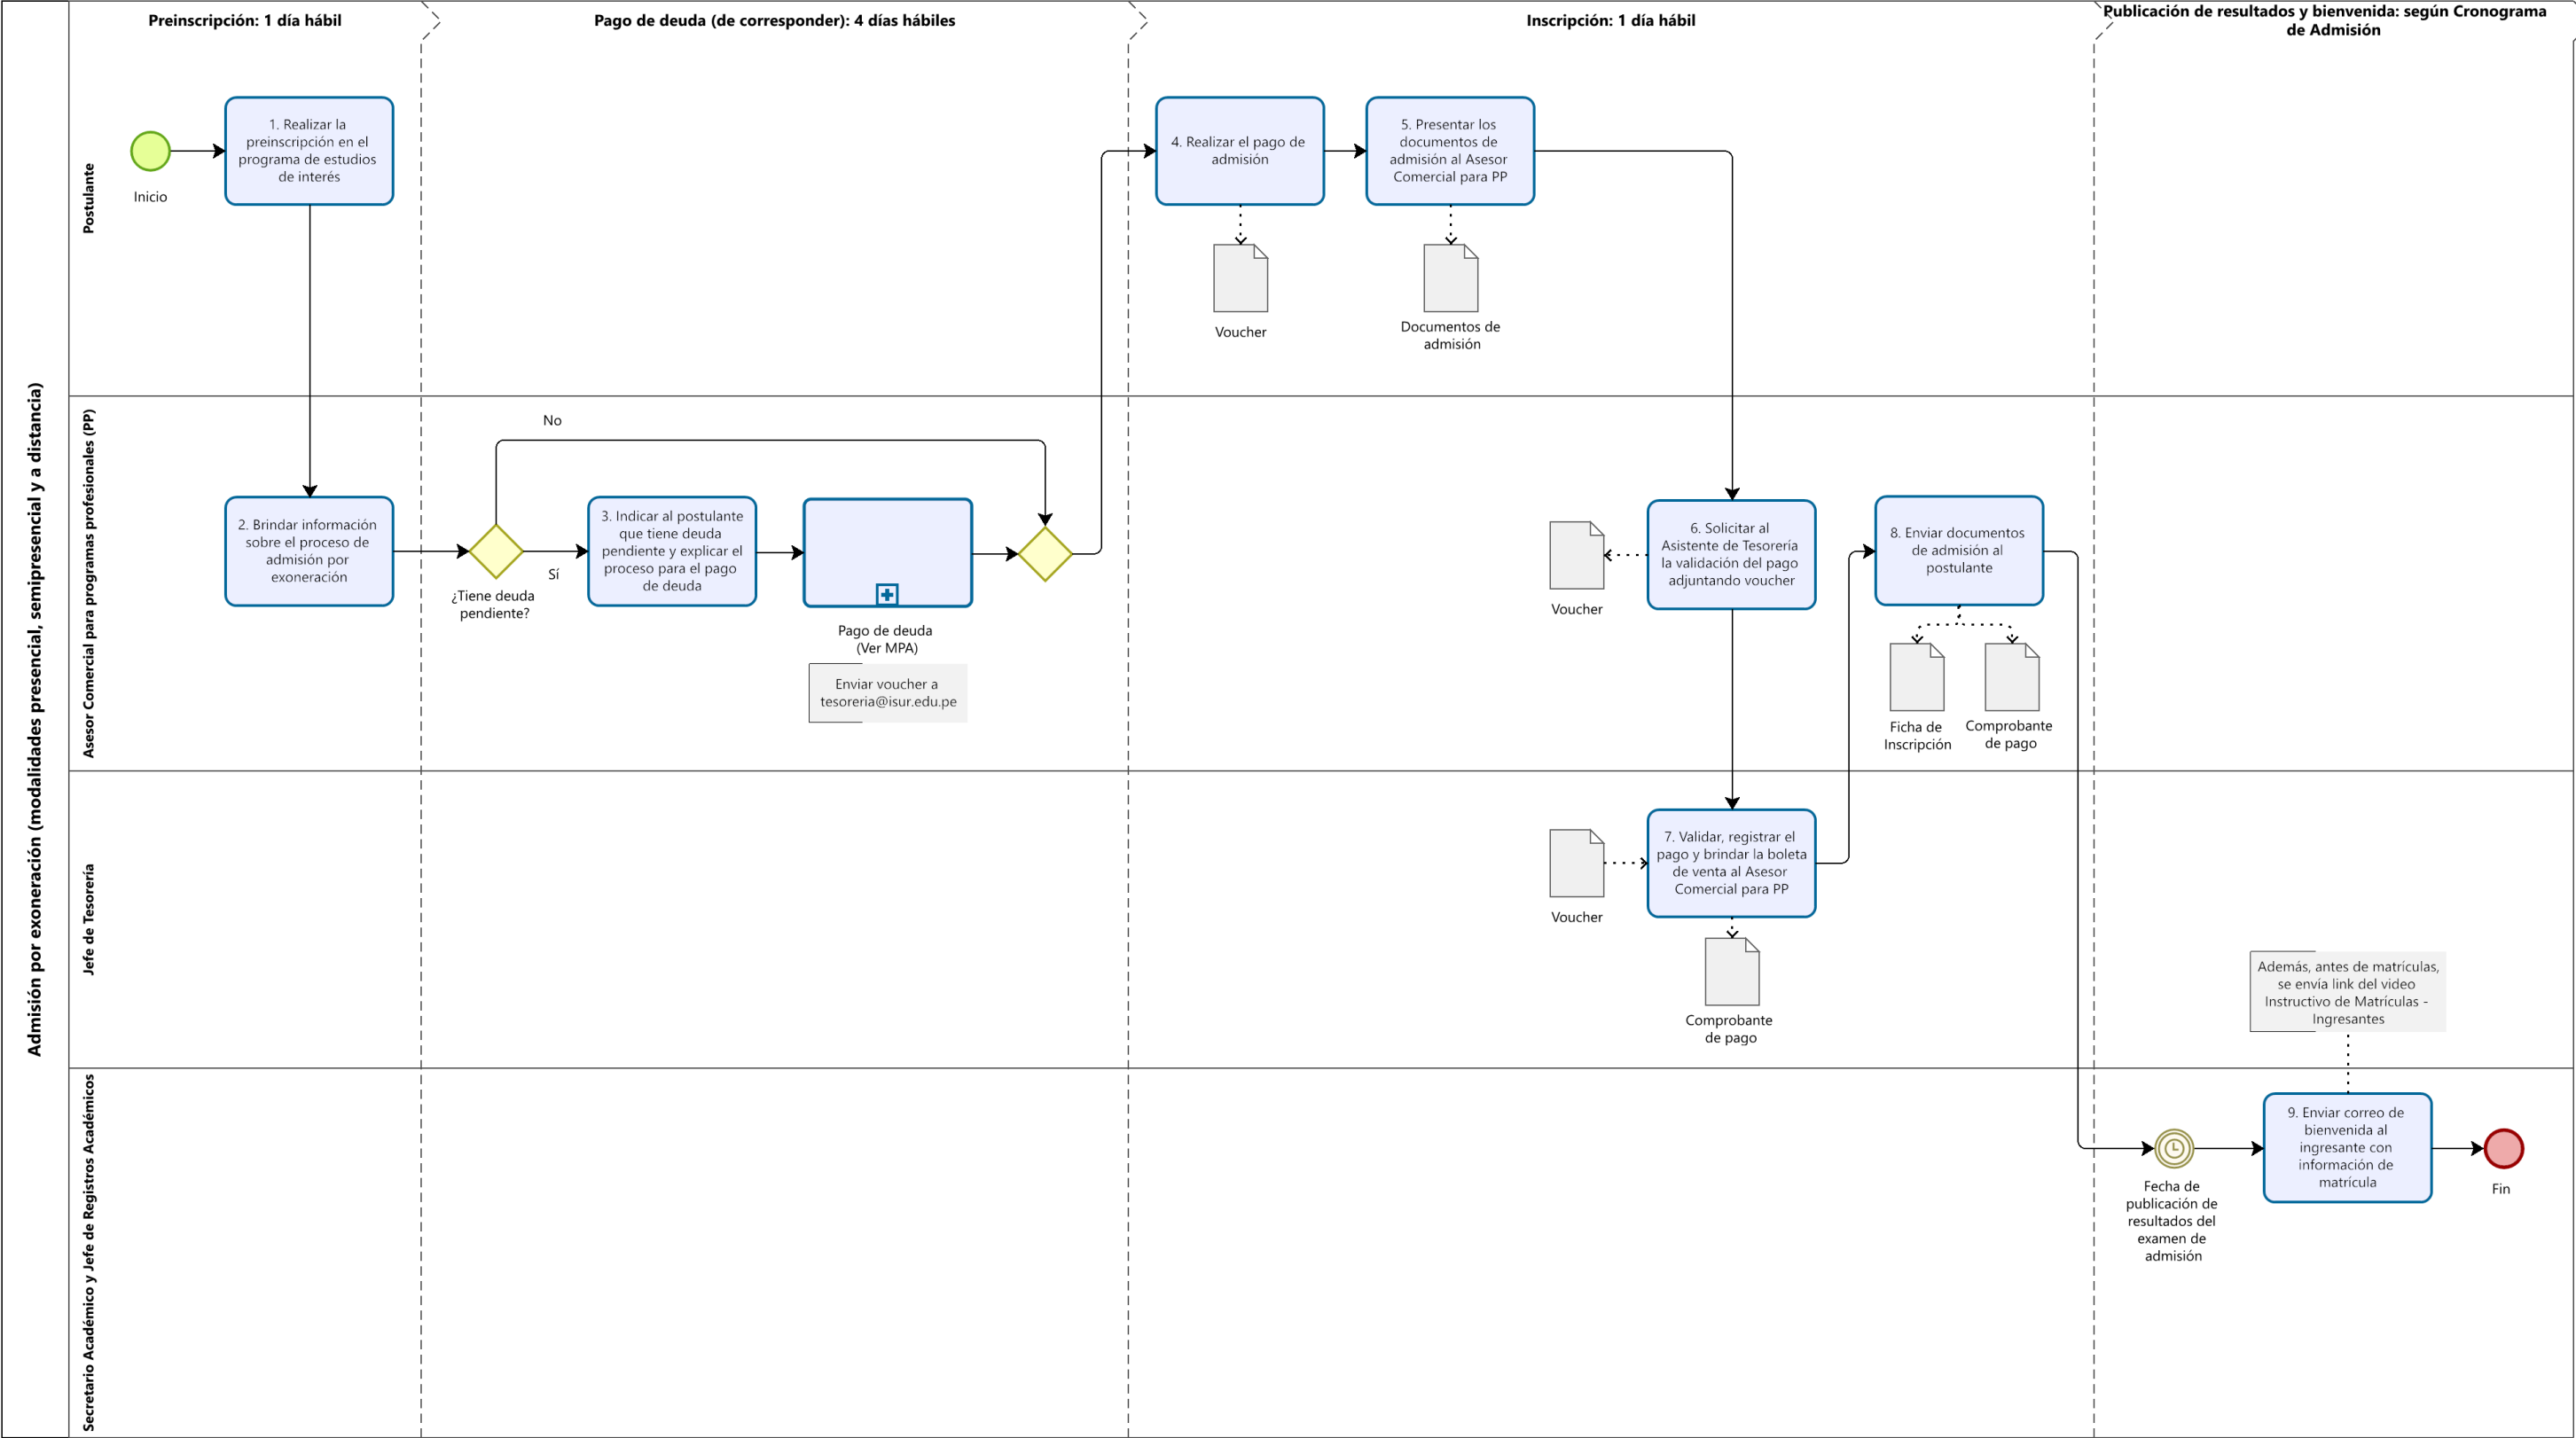 Preinscripción: 1 día hábil
Pago de deuda (de corresponder): 4 días hábiles
Inscripción: 1 día hábil
Publicación de resultados y bienvenida: según Cronograma
de Admisión
Admisión por exoneración (modalidades presencial, semipresencial y a distancia)
Postulante
Inicio
1. Realizar la
preinscripción en el
programa de estudios
de interés
4. Realizar el pago de
admisión
Voucher
5. Presentar los
documentos de
admisión al Asesor
Comercial para PP
Documentos de
admisión
Asesor Comercial para programas profesionales (PP)
2. Brindar información
sobre el proceso de
admisión por
exoneración
¿Tiene deuda
pendiente?
No
Sí
3. Indicar al postulante
que tiene deuda
pendiente y explicar el
proceso para el pago
de deuda
Pago de deuda
(Ver MPA)
Enviar voucher a
tesoreria@isur.edu.pe
Voucher
6. Solicitar al
Asistente de Tesorería
la validación del pago
adjuntando voucher
8. Enviar documentos
de admisión al
postulante
Ficha de
Inscripción
Comprobante
de pago
Jefe de Tesorería
Voucher
7. Validar, registrar el
pago y brindar la boleta
de venta al Asesor
Comercial para PP
Comprobante
de pago
Además, antes de matrículas,
se envía link del video
Instructivo de Matrículas -
Ingresantes
Secretario Académico y Jefe de Registros Académicos
Fecha de
publicación de
resultados del
examen de
admisión
9. Enviar correo de
bienvenida al
ingresante con
información de
matrícula
Fin